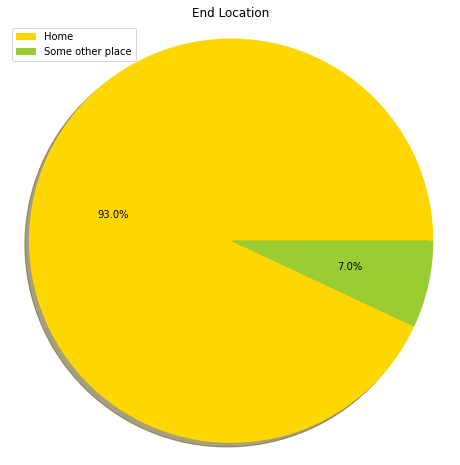 End Location
Home
Some other place
93.0%
7.0%